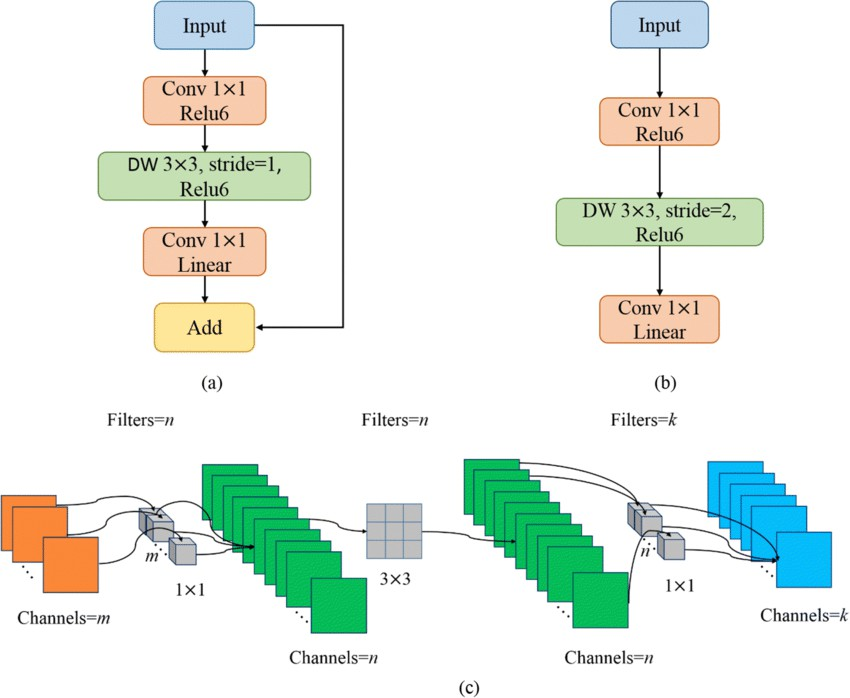 Input
Conv 1×1
Relu6
DW 3×3, stride=1,
Relu6
Conv 1×1
Linear
Add
(a)
Input
Conv 1×1
Relu6
DW 3×3, stride=2,
Relu6
Conv 1×1
Linear
(b)
Filters=n
Filters=n
Filters=k
m
1×1
3×3
n
1×1
Channels=m
Channels=n
Channels=n
Channels=k
(c)